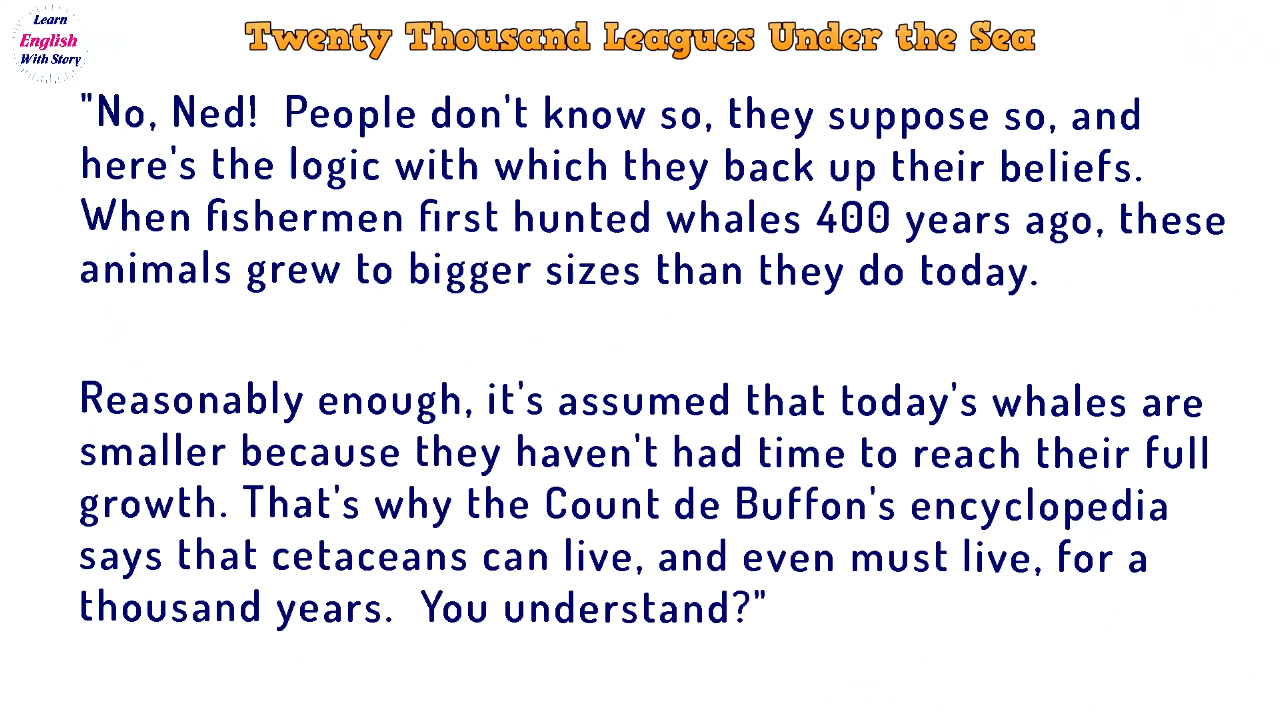 Learn
English
With Story
Twenty Thousand Leagues Under the Sea
"No, Ned!  People don't know so, they suppose so, and
here's the logic with which they back up their beliefs.
When fishermen first hunted whales 400 years ago, these
animals grew to bigger sizes than they do today.
Reasonably enough, it's assumed that today's whales are
smaller because they haven't had time to reach their full
growth. That's why the Count de Buffon's encyclopedia
says that cetaceans can live, and even must live, for a
thousand years.  You understand?"